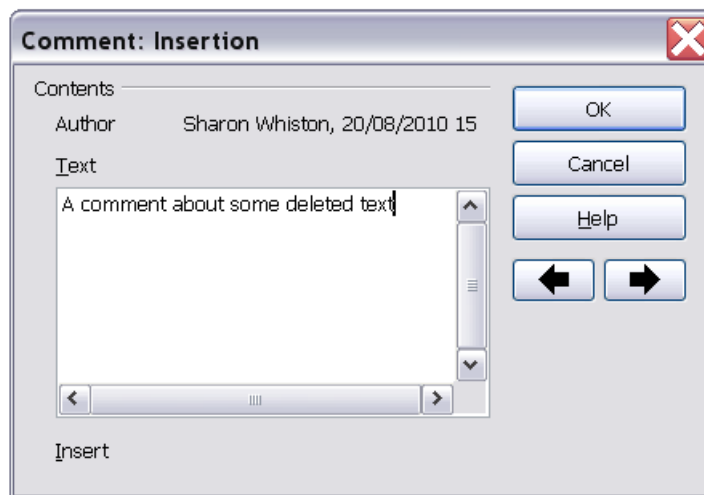 Comment: Insertion
Contents
Author Sharon Whiston, 20/08/2010 15
Text
A comment about some deleted text
Insert
OK
Cancel
Help